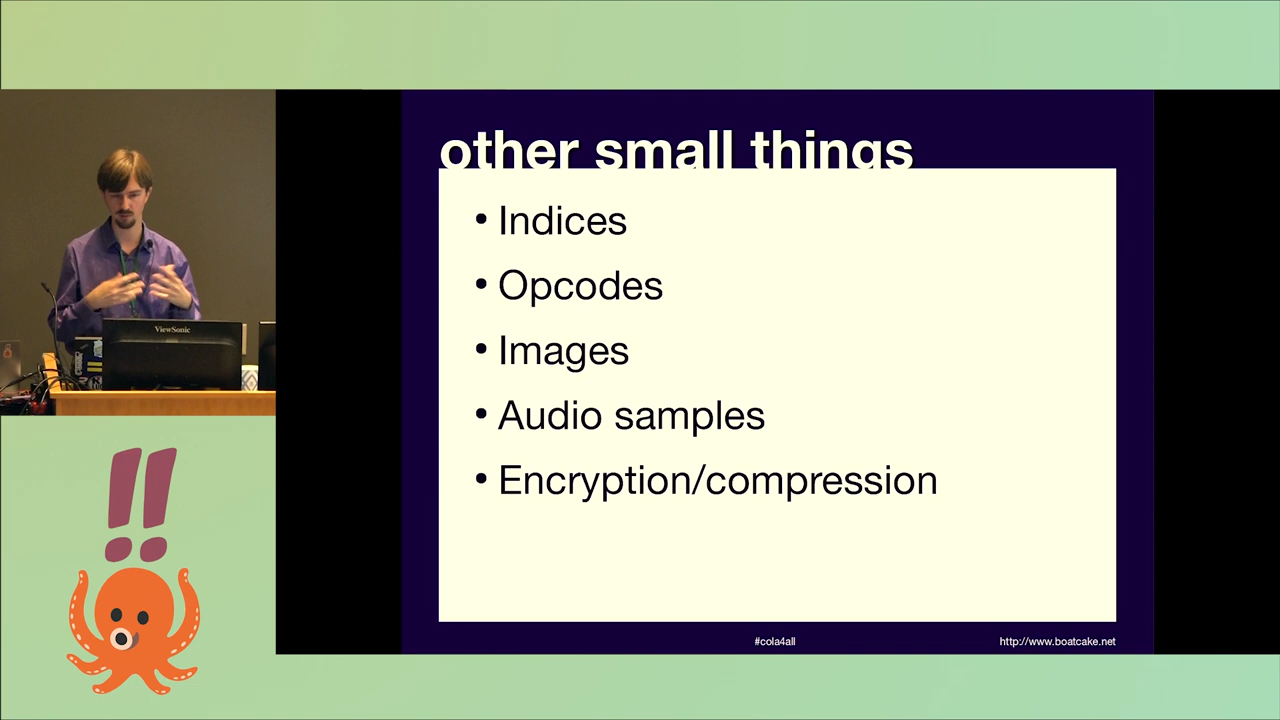 other small things
• Indices
• Opcodes
• Images
• Audio samples
• Encryption/compression
#cola4all
http://www.boatcake.net
ViewSonic
!!